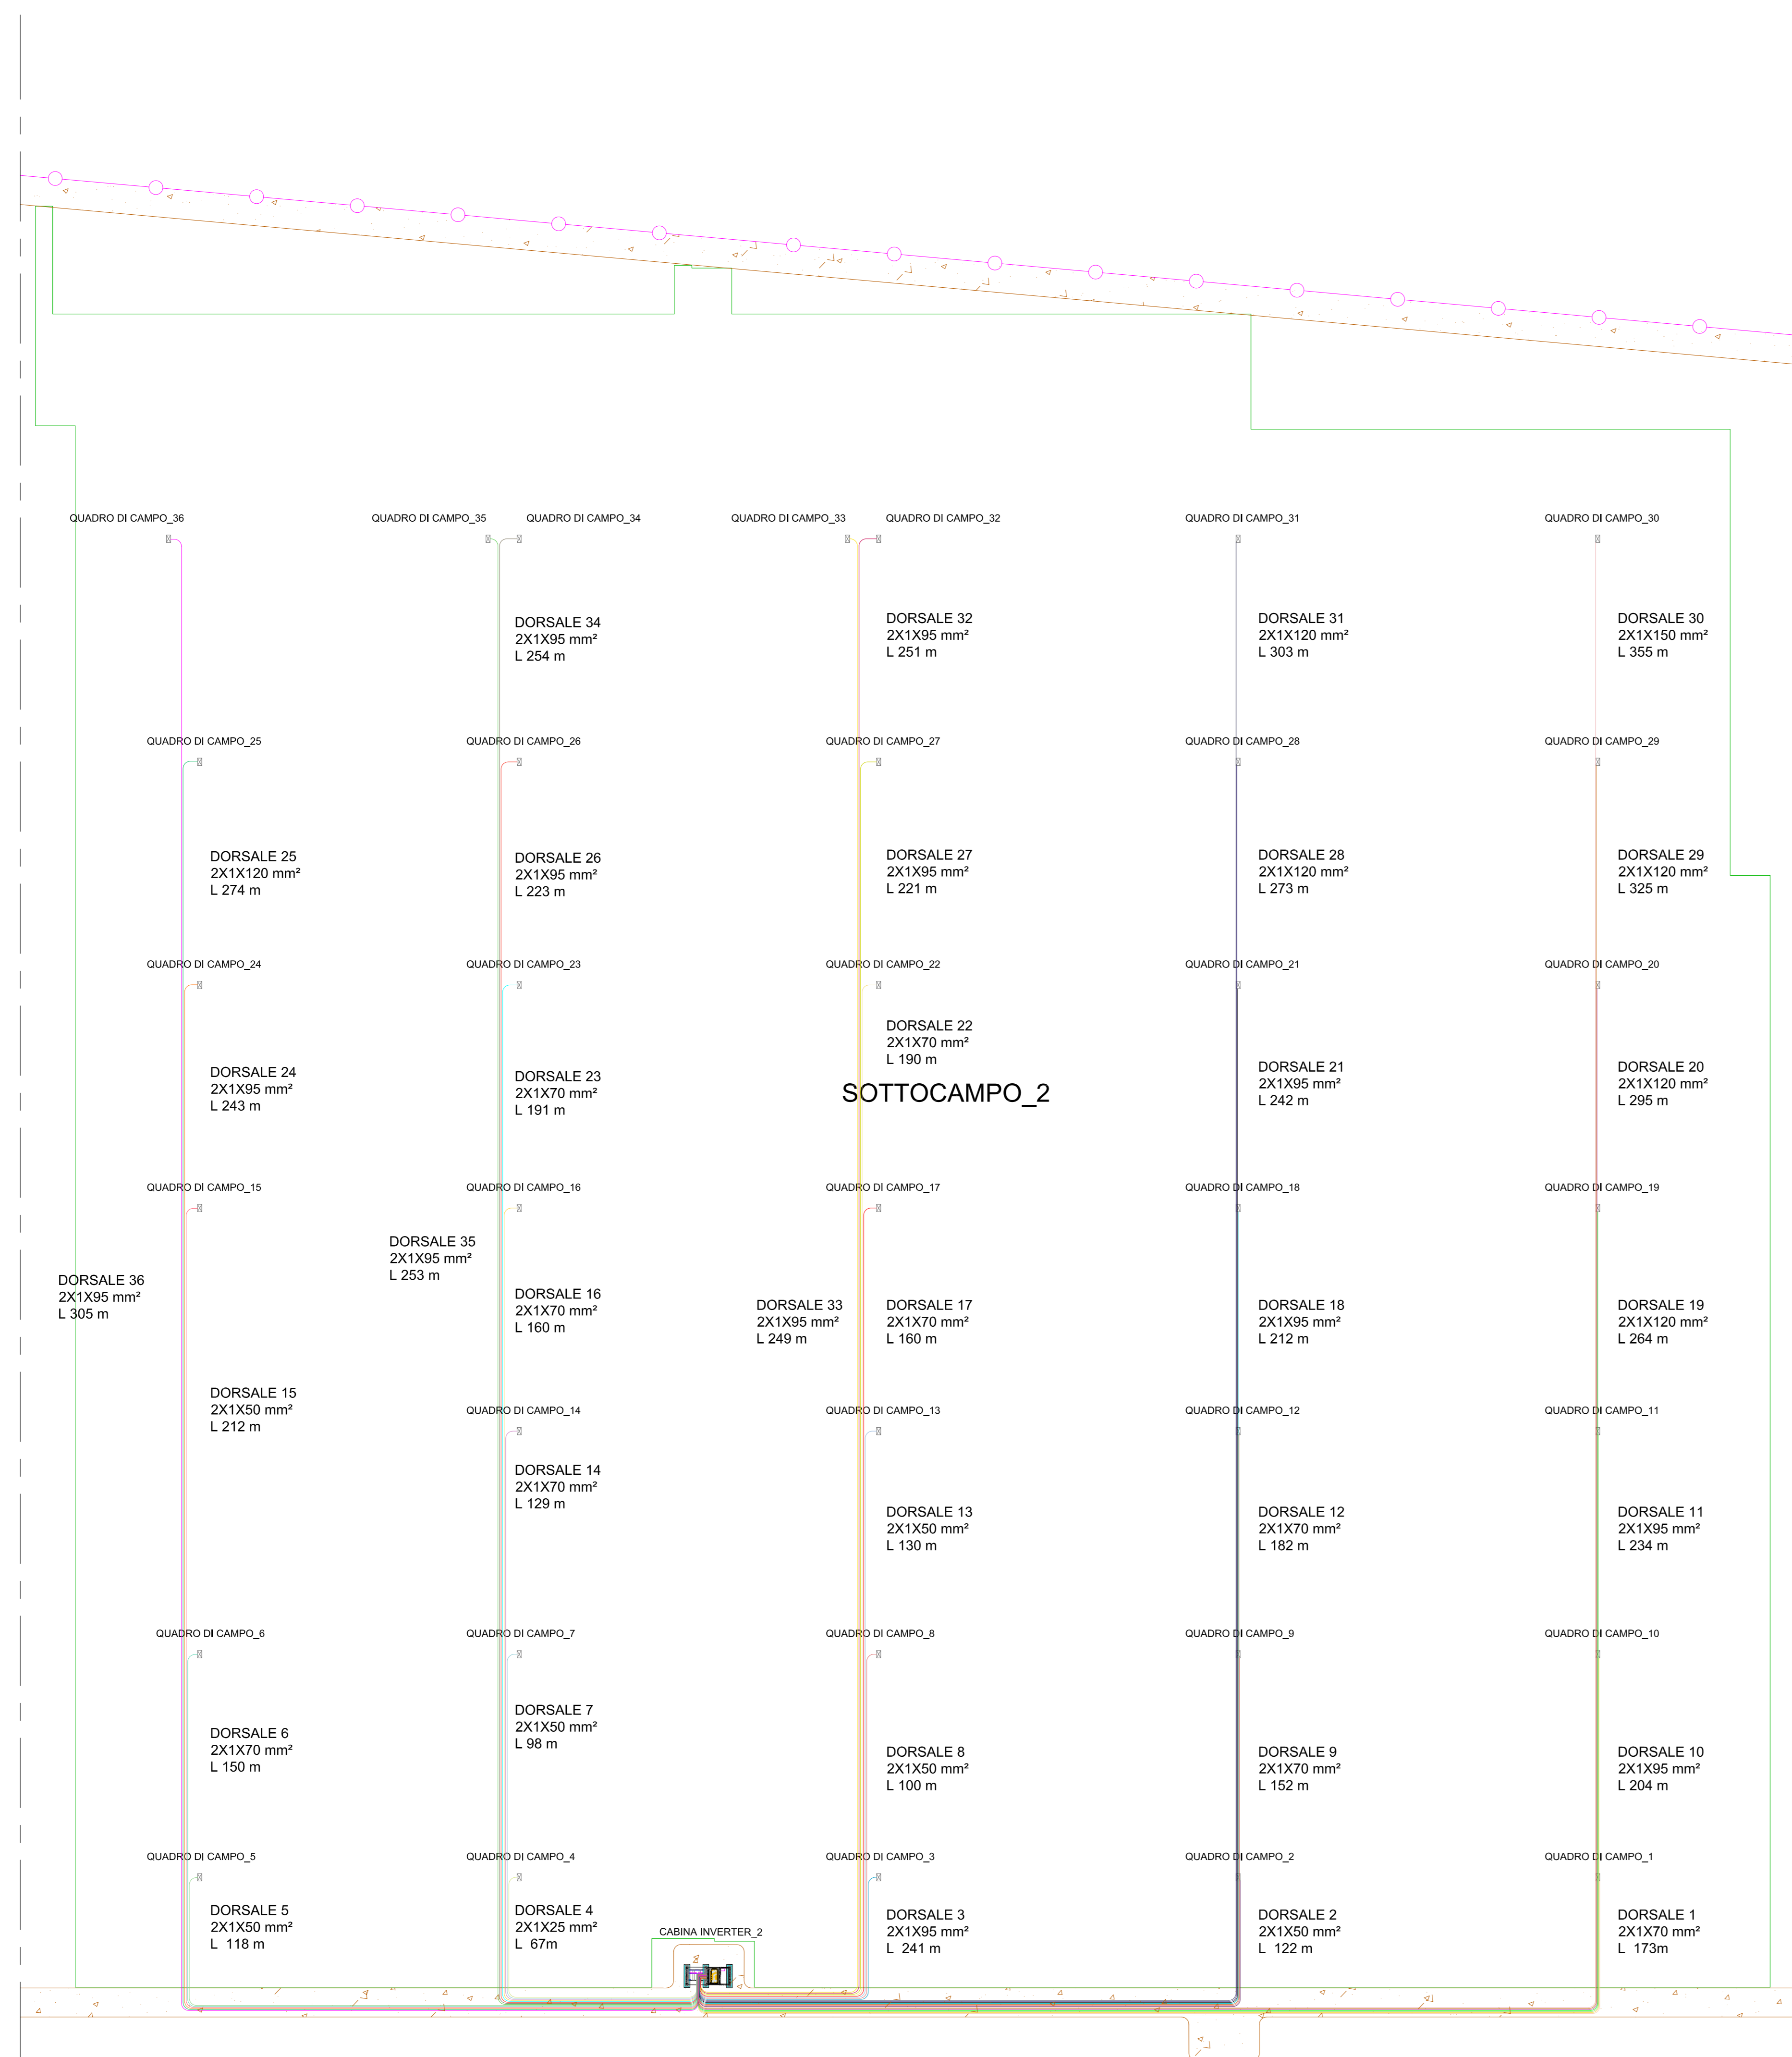 QUADRO DI CAMPO_36
QUADRO DI CAMPO_35
QUADRO DI CAMPO_34
QUADRO DI CAMPO_33
QUADRO DI CAMPO_32
QUADRO DI CAMPO_31
QUADRO DI CAMPO_30
DORSALE 34
2X1X95 mm²
L 254 m
DORSALE 32
2X1X95 mm²
L 251 m
DORSALE 31
2X1X120 mm²
L 303 m
DORSALE 30
2X1X150 mm²
L 355 m
QUADRO DI CAMPO_25
QUADRO DI CAMPO_26
QUADRO DI CAMPO_27
QUADRO DI CAMPO_28
QUADRO DI CAMPO_29
DORSALE 25
2X1X120 mm²
L 274 m
DORSALE 26
2X1X95 mm²
L 223 m
DORSALE 27
2X1X95 mm²
L 221 m
DORSALE 28
2X1X120 mm²
L 273 m
DORSALE 29
2X1X120 mm²
L 325 m
QUADRO DI CAMPO_24
QUADRO DI CAMPO_23
QUADRO DI CAMPO_22
QUADRO DI CAMPO_21
QUADRO DI CAMPO_20
DORSALE 24
2X1X95 mm²
L 243 m
DORSALE 23
2X1X70 mm²
L 191 m
DORSALE 22
2X1X70 mm²
L 190 m
SOTTOCAMPO_2
DORSALE 21
2X1X95 mm²
L 242 m
DORSALE 20
2X1X120 mm²
L 295 m
QUADRO DI CAMPO_15
QUADRO DI CAMPO_16
QUADRO DI CAMPO_17
QUADRO DI CAMPO_18
QUADRO DI CAMPO_19
DORSALE 36
2X1X95 mm²
L 305 m
DORSALE 35
2X1X95 mm²
L 253 m
DORSALE 16
2X1X70 mm²
L 160 m
DORSALE 33
2X1X95 mm²
L 249 m
DORSALE 17
2X1X70 mm²
L 160 m
DORSALE 18
2X1X95 mm²
L 212 m
DORSALE 19
2X1X120 mm²
L 264 m
DORSALE 15
2X1X50 mm²
L 212 m
QUADRO DI CAMPO_14
QUADRO DI CAMPO_13
QUADRO DI CAMPO_12
QUADRO DI CAMPO_11
DORSALE 14
2X1X70 mm²
L 129 m
DORSALE 13
2X1X50 mm²
L 130 m
DORSALE 12
2X1X70 mm²
L 182 m
DORSALE 11
2X1X95 mm²
L 234 m
QUADRO DI CAMPO_6
QUADRO DI CAMPO_7
QUADRO DI CAMPO_8
QUADRO DI CAMPO_9
QUADRO DI CAMPO_10
DORSALE 6
2X1X70 mm²
L 150 m
DORSALE 7
2X1X50 mm²
L 98 m
DORSALE 8
2X1X50 mm²
L 100 m
DORSALE 9
2X1X70 mm²
L 152 m
DORSALE 10
2X1X95 mm²
L 204 m
QUADRO DI CAMPO_5
QUADRO DI CAMPO_4
QUADRO DI CAMPO_3
QUADRO DI CAMPO_2
QUADRO DI CAMPO_1
DORSALE 5
2X1X50 mm²
L 118 m
DORSALE 4
2X1X25 mm²
L 67m
CABINA INVERTER_2
DORSALE 3
2X1X95 mm²
L 241 m
DORSALE 2
2X1X50 mm²
L 122 m
DORSALE 1
2X1X70 mm²
L 173m